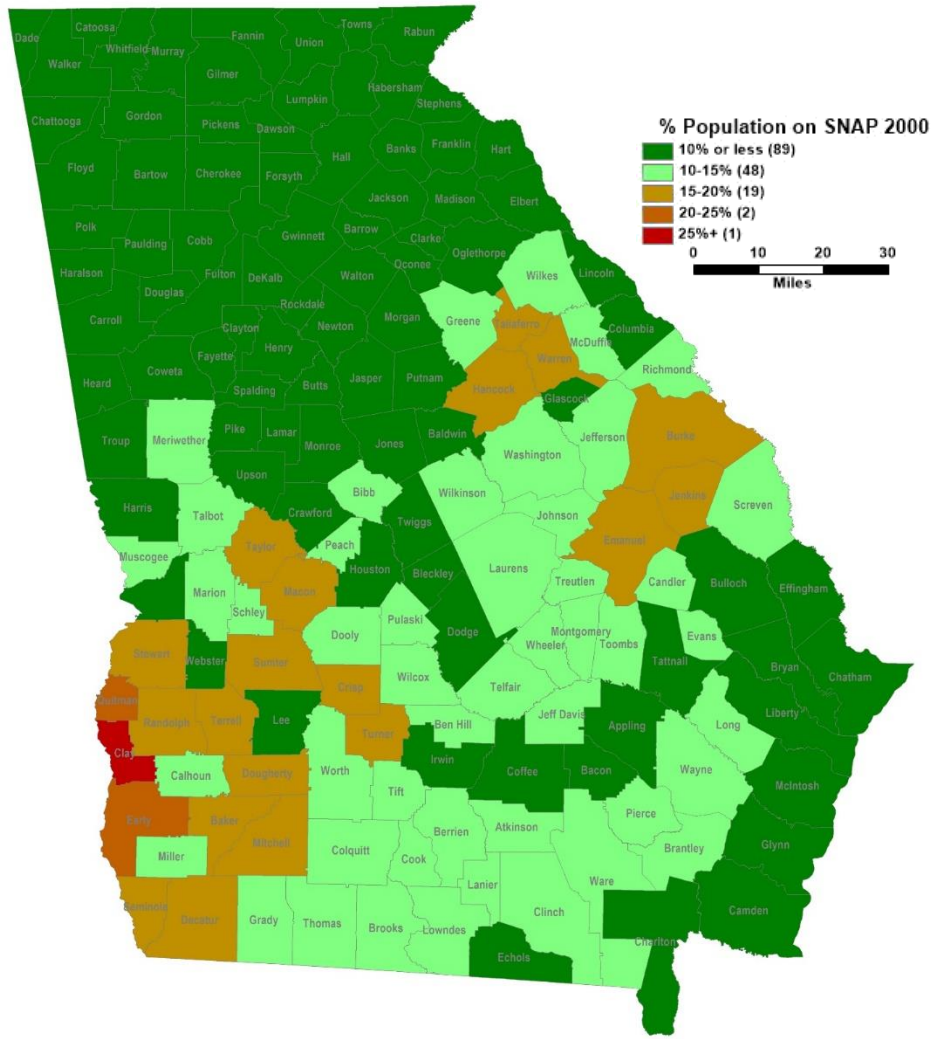 Towns
Catoosa
Fannin
Union
Rabun
Dade
Whitfield
Murray
Walker
Gilmer
Habersham
Lumpkin
Stephens
Chattooga
Gordon
Pickens
Dawson
% Population on SNAP 2000
10% or less (89)
10-15% (48)
15-20% (19)
20-25% (2)
25%+ (1)
0 10 20 30
Miles
Floyd
Bartow
Cherokee
Forsyth
Hall
Banks
Franklin
Hart
Jackson
Madison
Elbert
Polk
Paulding
Cobb
Gwinnett
Barrow
Clarke
Oconee
Oglethorpe
Haralson
Douglas
Fulton
DeKalb
Walton
Wilkes
Lincoln
Carroll
Clayton
Rockdale
Newton
Morgan
Greene
Taliaferro
McDuffie
Columbia
Fayette
Henry
Warren
Richmond
Heard
Coweta
Spalding
Butts
Jasper
Putnam
Hancock
Glascock
Troup
Meriwether
Pike
Lamar
Monroe
Jones
Baldwin
Washington
Jefferson
Burke
Upson
Harris
Talbot
Crawford
Bibb
Twiggs
Wilkinson
Johnson
Jenkins
Screven
Muscogee
Taylor
Peach
Houston
Bleckley
Laurens
Emanuel
Marion
Schley
Macon
Pulaski
Treutlen
Candler
Bulloch
Effingham
Stewart
Webster
Sumter
Dooly
Dodge
Wheeler
Montgomery
Toombs
Evans
Tattnall
Bryan
Chatham
Quitman
Randolph
Terrell
Lee
Crisp
Wilcox
Telfair
Jeff Davis
Appling
Long
Liberty
Clay
Calhoun
Dougherty
Worth
Turner
Ben Hill
Irwin
Coffee
Bacon
Wayne
McIntosh
Early
Baker
Mitchell
Tift
Berrien
Atkinson
Pierce
Brantley
Glynn
Miller
Colquitt
Cook
Lanier
Ware
Seminole
Decatur
Grady
Thomas
Brooks
Lowndes
Clinch
Camden
Echols
Charlton